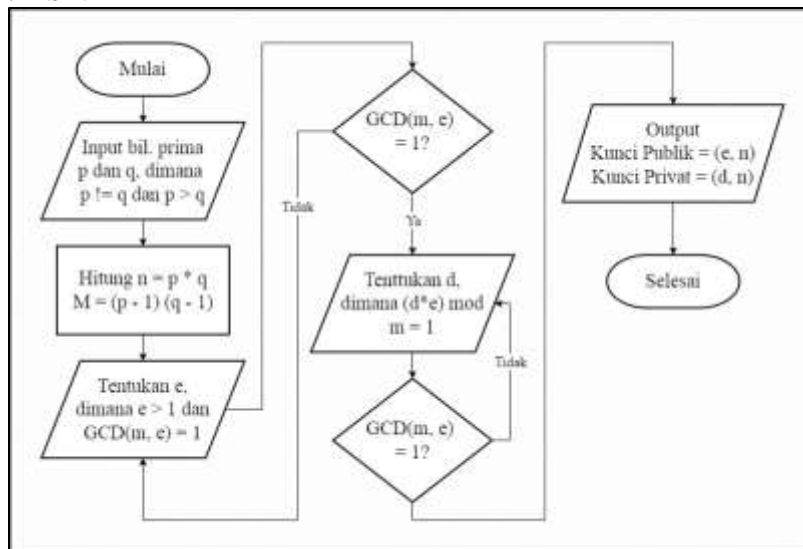 Mulai
Input bil. prima
p dan q, dimana
p != q dan p > q
Hitung n = p * q
M = (p - 1) (q - 1)
Tentukan e,
dimana e > 1 dan
GCD(m, e) = 1
GCD(m, e)
= 1?
Tidak
Ya
Tenttukan d,
dimana (d*e) mod
m = 1
Tidak
GCD(m, e)
= 1?
Output
Kunci Publik = (e, n)
Kunci Privat = (d, n)
Selesai